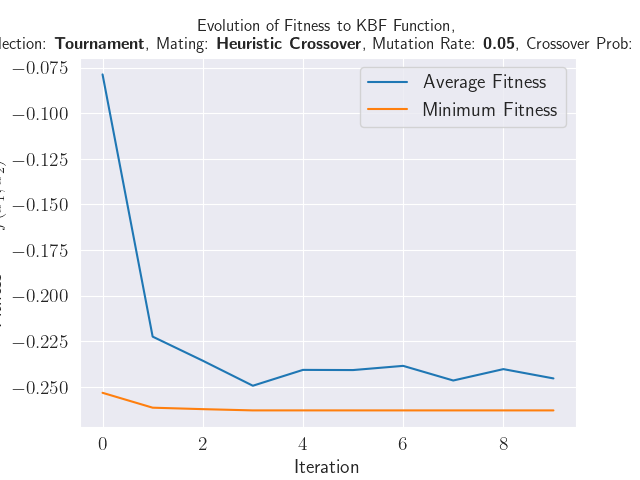 Evolution of Fitness to KBF Function,
lection: Tournament, Mating: Heuristic Crossover, Mutation Rate: 0.05, Crossover Prob:
Average Fitness
Minimum Fitness
−0.075
−0.100
−0.125
−0.150
−0.175
−0.200
−0.225
−0.250
0 2 4 6 8
Iteration